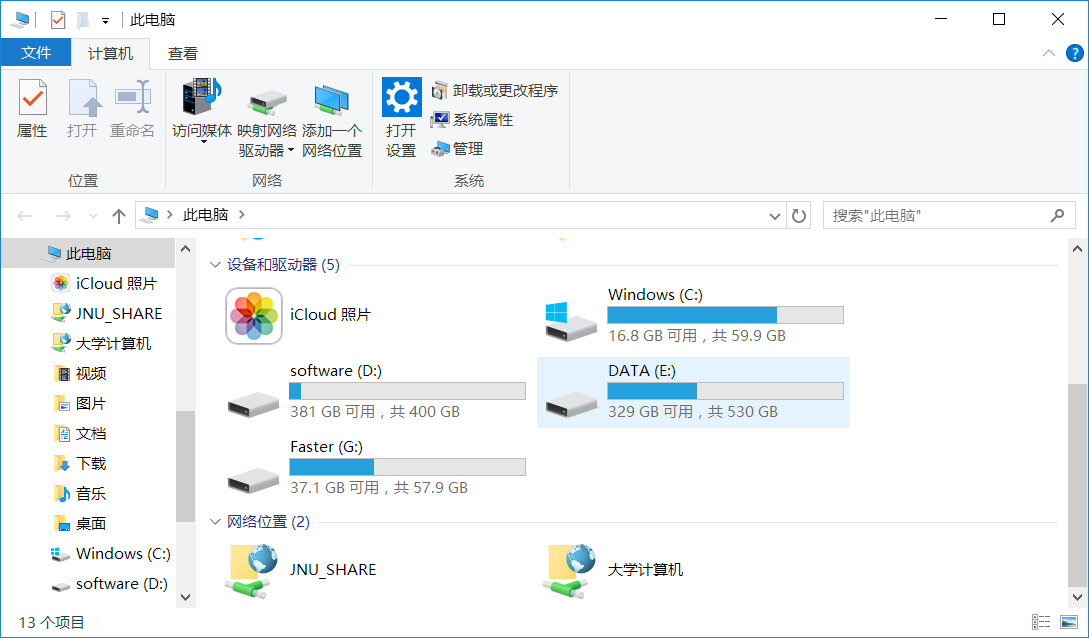 此电脑
文件 计算机 查看
属性 打开 重命名 访问媒体 映射网络 驱动器 添加一个 网络位置 打开 设置 卸载或更改程序
系统属性
管理
位置 网络 系统
此电脑 搜索"此电脑"
此电脑
iCloud 照片
JNU_SHARE
大学计算机
视频
图片
文档
下载
音乐
桌面
Windows (C:)
software (D:)
设备和驱动器 (5)
iCloud 照片
Windows (C:)
16.8 GB 可用，共 59.9 GB
software (D:)
381 GB 可用，共 400 GB
DATA (E:)
329 GB 可用，共 530 GB
Faster (G:)
37.1 GB 可用，共 57.9 GB
网络位置 (2)
JNU_SHARE
大学计算机
13 个项目